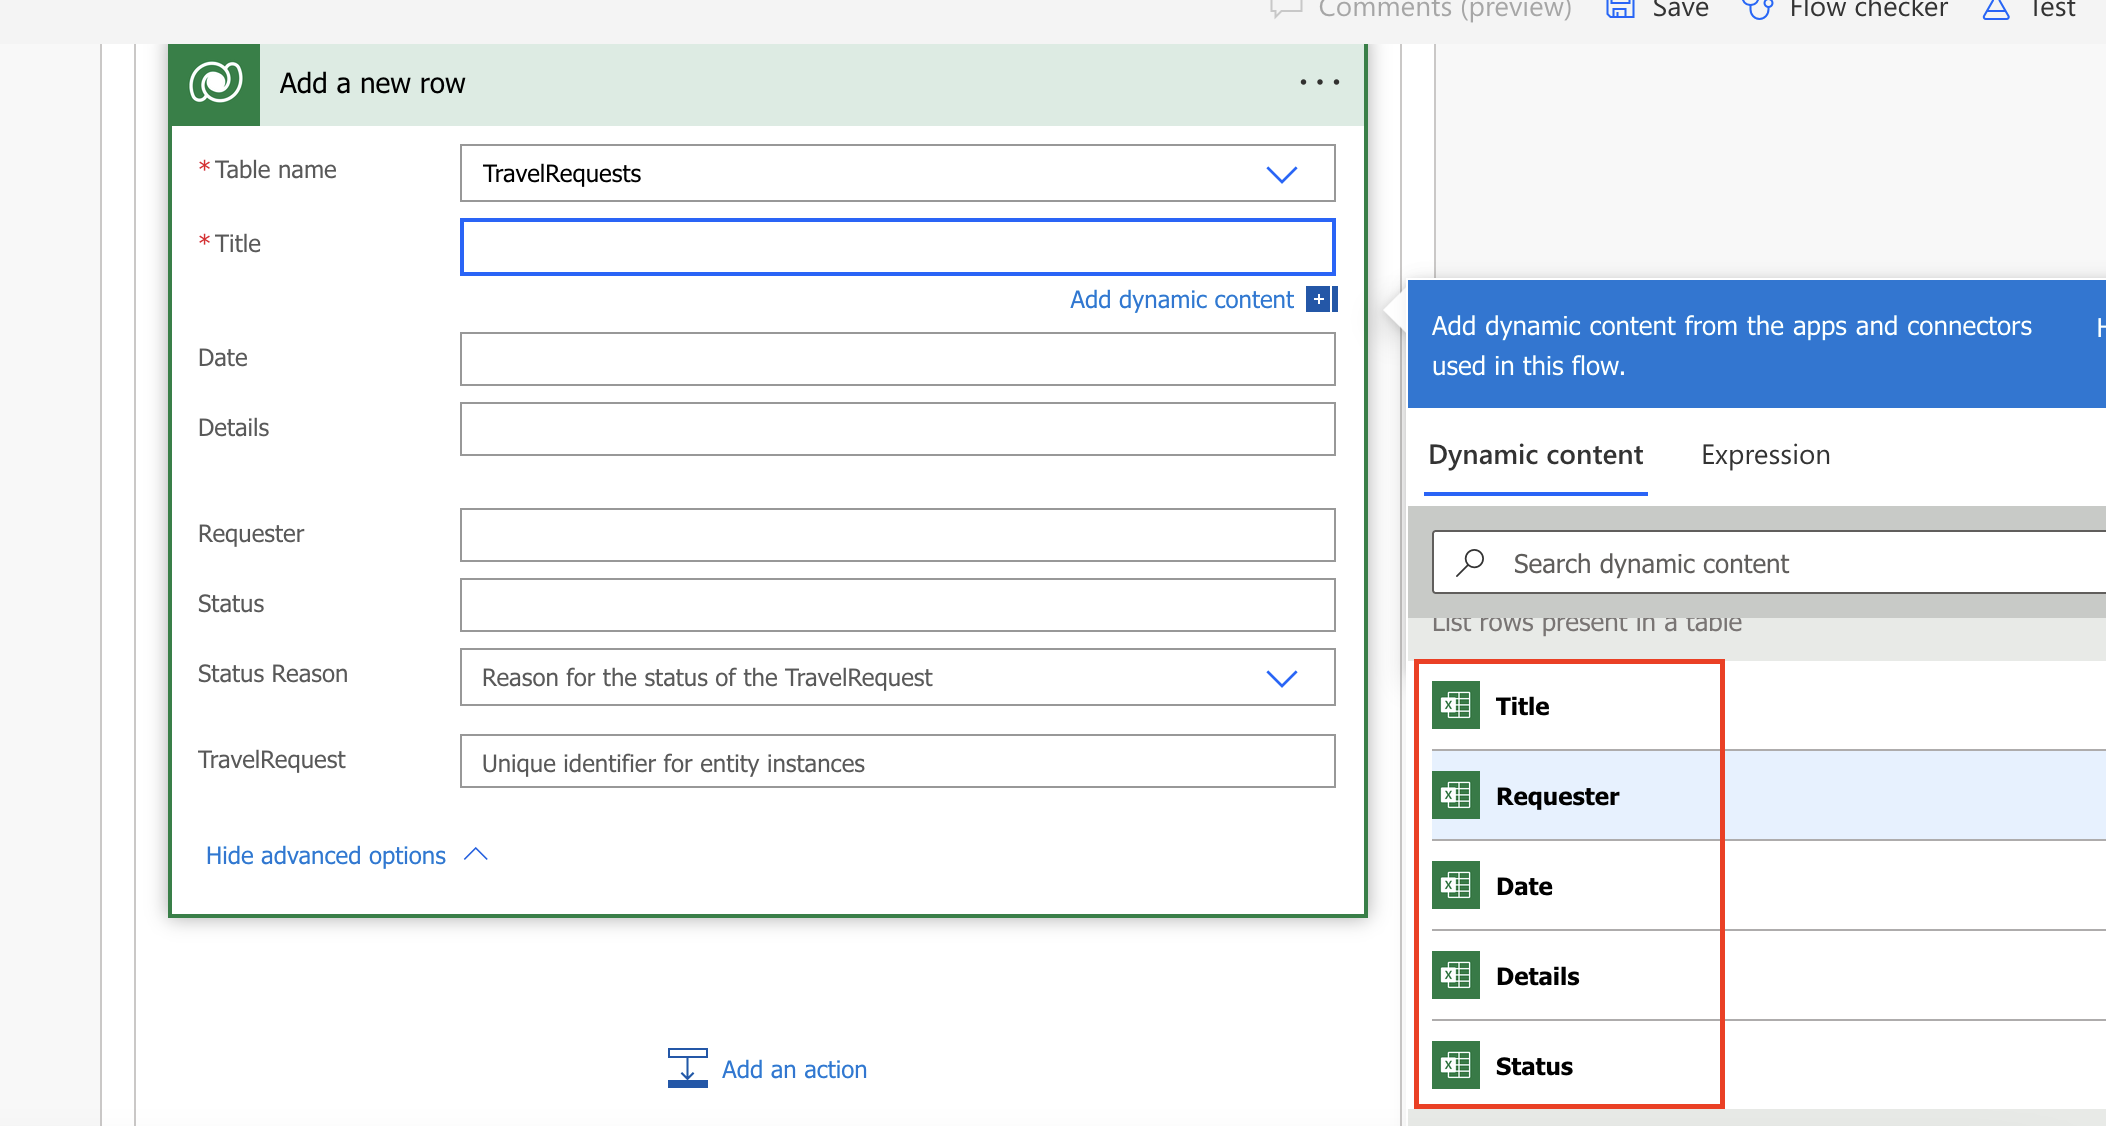 Comments (preview) Save Flow checker Test
Add a new row
* Table name TravelRequests
* Title
Add dynamic content
Date
Details
Requester
Status
Status Reason Reason for the status of the TravelRequest
TravelRequest Unique identifier for entity instances
Hide advanced options
Add an action
Add dynamic content from the apps and connectors
used in this flow.
Dynamic content Expression
Search dynamic content
List rows present in a table
Title
Requester
Date
Details
Status